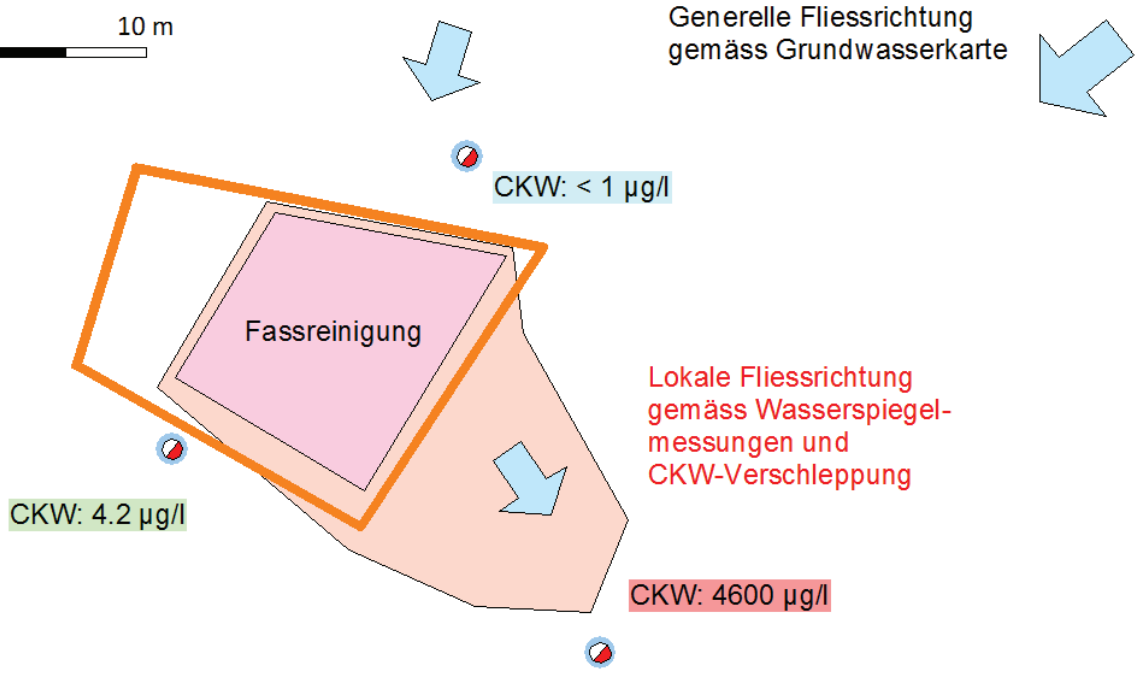 10 m
Generelle Fliessrichtung
gemäss Grundwasserkarte
CKW: < 1 µg/l
Fassreinigung
Lokale Fliessrichtung
gemäss Wasserspiegel-
messungen und
CKW-Verschleppung
CKW: 4.2 µg/l
CKW: 4600 µg/l